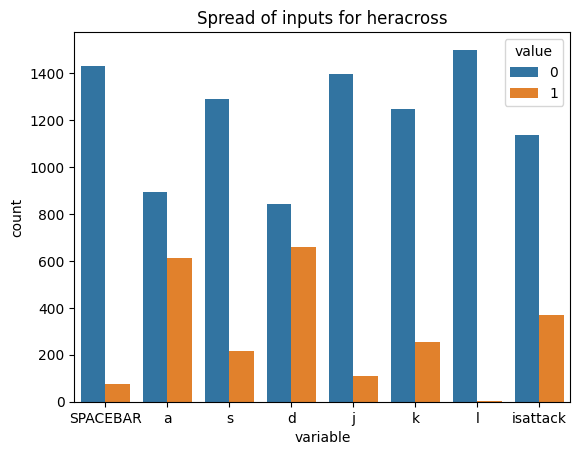 Spread of inputs for heracross
value
0
1
count
1400
1200
1000
800
600
400
200
0
SPACEBAR a s d j k l isattack
variable